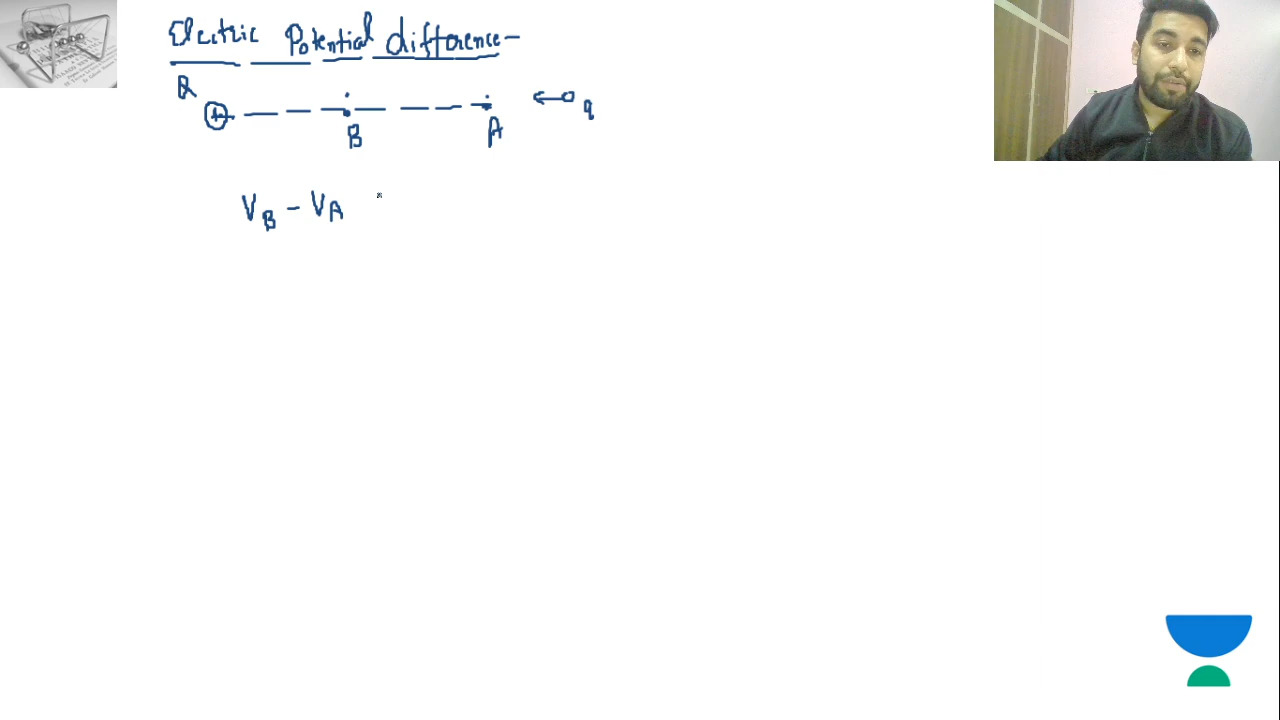 Electric Potential difference-
Q
+
B
A
q
V_B - V_A